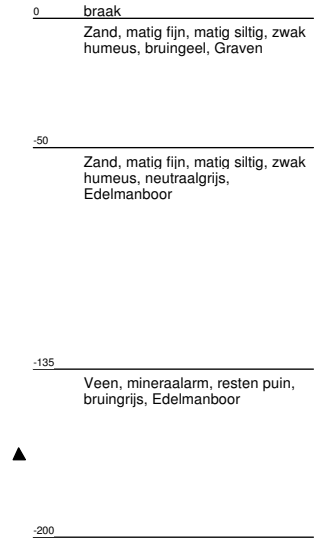 0 braak
Zand, matig fijn, matig siltig, zwak
humeus, bruingeel, Graven
-50
Zand, matig fijn, matig siltig, zwak
humeus, neutraalgrijs,
Edelmanboor
-135
Veen, mineraalarm, resten puin,
bruingrijs, Edelmanboor
-200